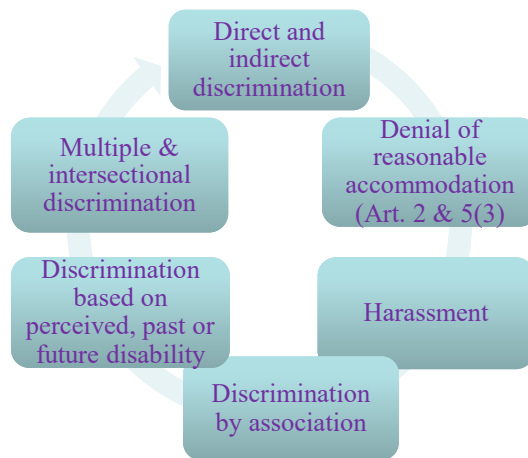 Direct and
indirect
discrimination
Denial of
reasonable
accommodation
(Art. 2 & 5(3)
Harassment
Discrimination
by association
Discrimination
based on
perceived, past or
future disability
Multiple &
intersectional
discrimination